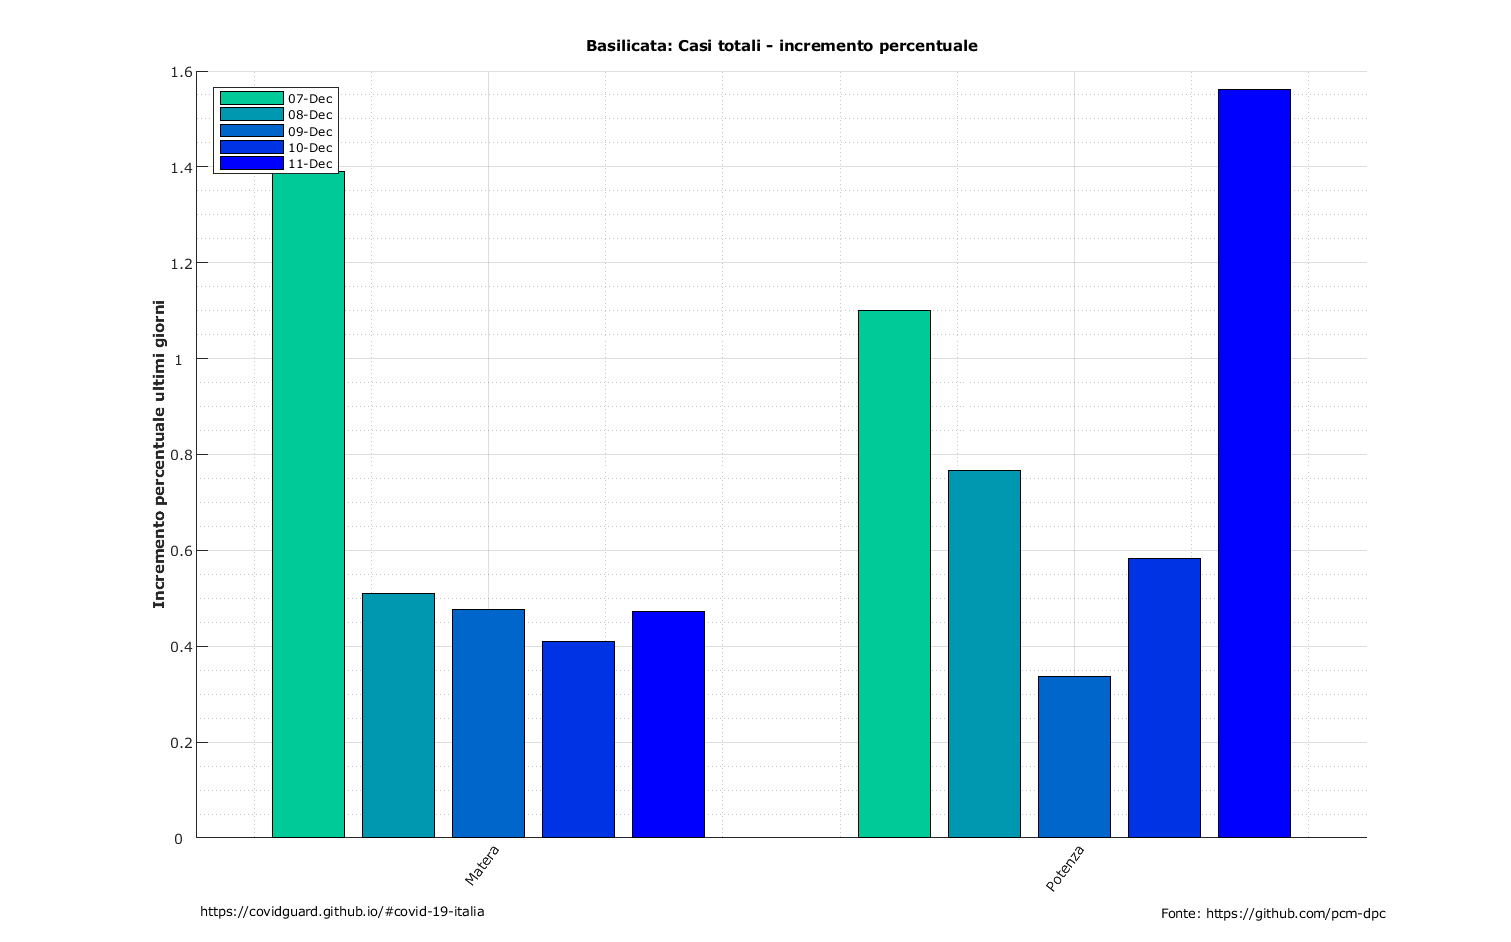 Basilicata: Casi totali - incremento percentuale
1.6
1.4
1.2
1
0.8
0.6
0.4
0.2
0
Incremento percentuale ultimi giorni
07-Dec
08-Dec
09-Dec
10-Dec
11-Dec
Matera
Potenza
https://covidguard.github.io/#covid-19-italia
Fonte: https://github.com/pcm-dpc